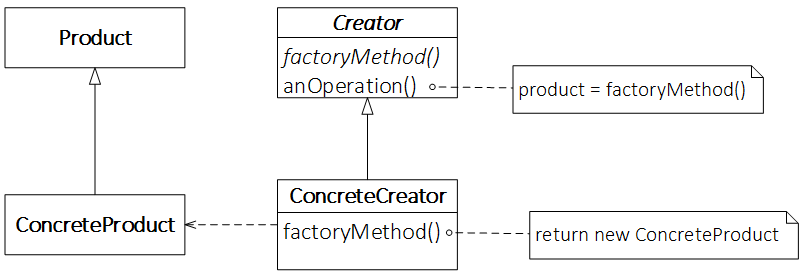 Product
Creator
factoryMethod()
anOperation()
product = factoryMethod()
ConcreteProduct
ConcreteCreator
factoryMethod()
return new ConcreteProduct